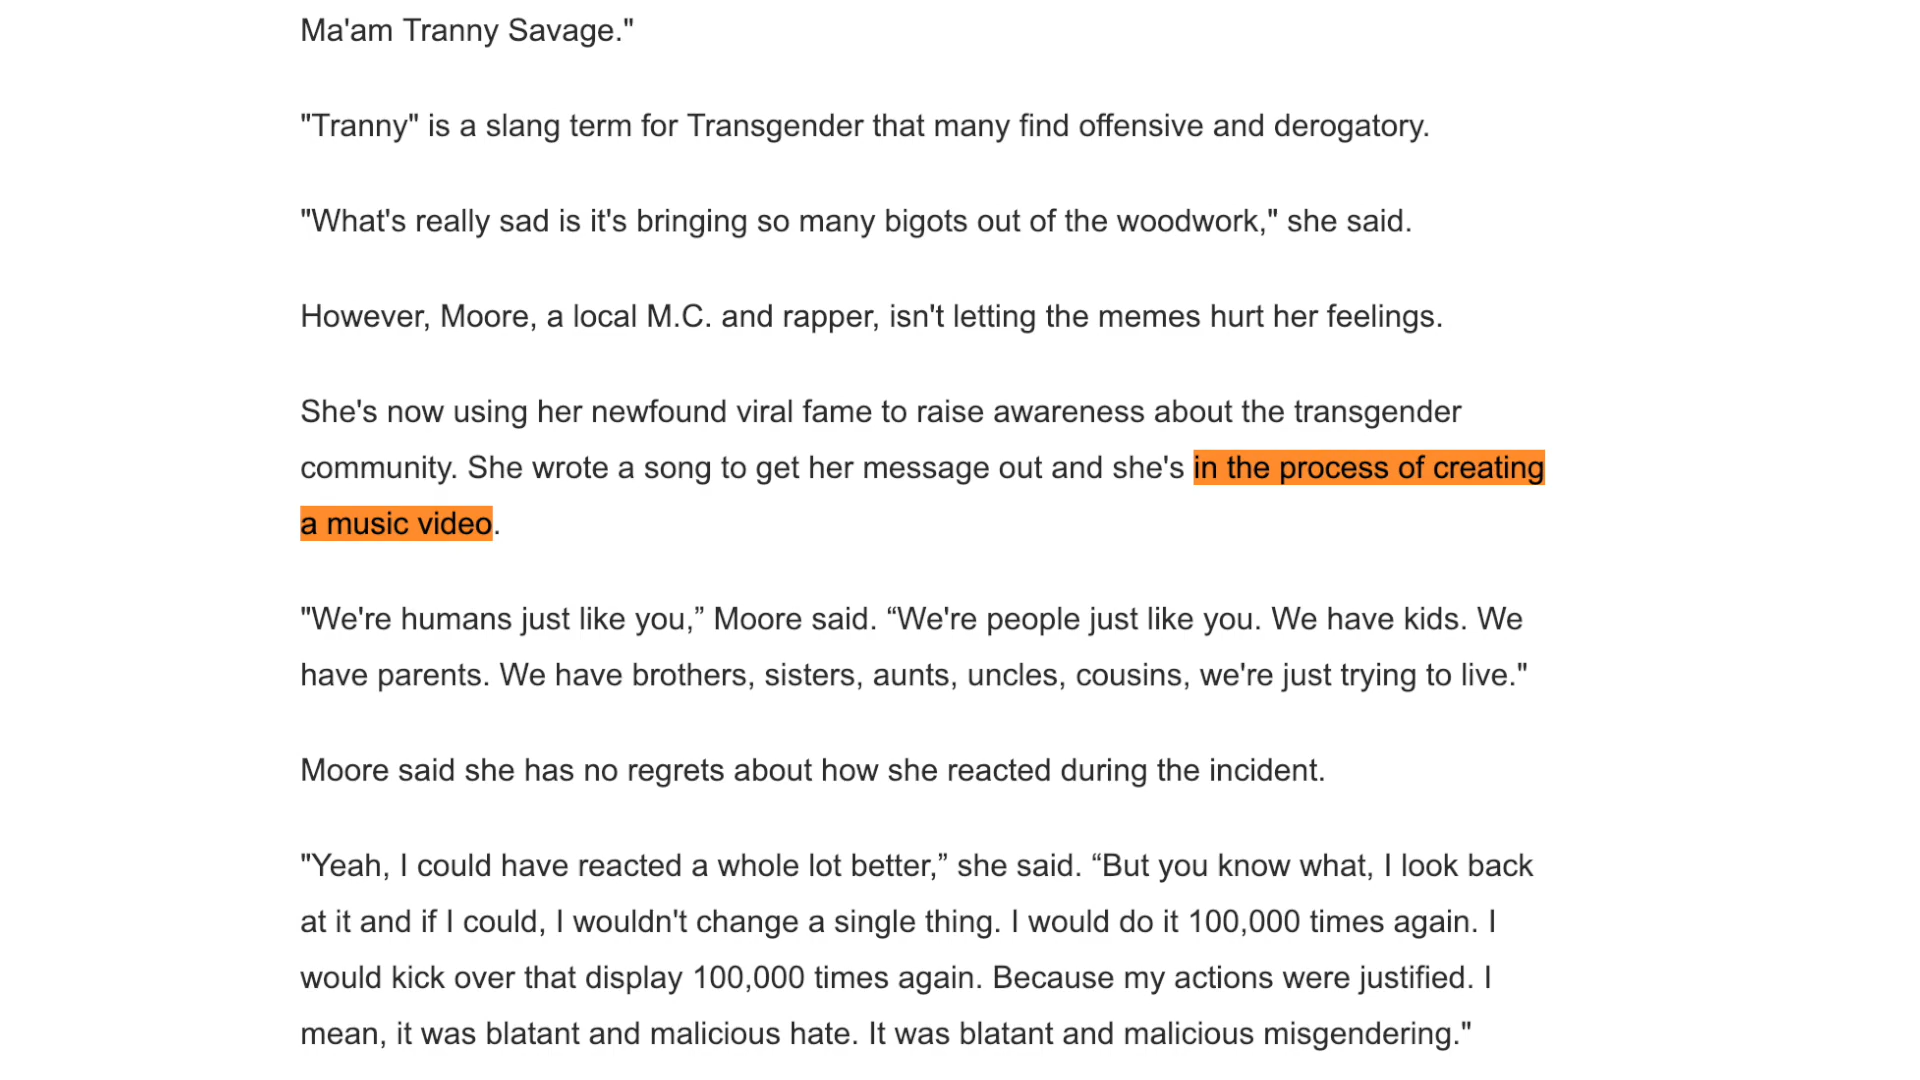 Ma'am Tranny Savage."
"Tranny" is a slang term for Transgender that many find offensive and derogatory.
"What's really sad is it's bringing so many bigots out of the woodwork," she said.
However, Moore, a local M.C. and rapper, isn't letting the memes hurt her feelings.
She's now using her newfound viral fame to raise awareness about the transgender
community. She wrote a song to get her message out and she's in the process of creating
a music video.
"We're humans just like you,” Moore said. “We're people just like you. We have kids. We
have parents. We have brothers, sisters, aunts, uncles, cousins, we're just trying to live."
Moore said she has no regrets about how she reacted during the incident.
"Yeah, I could have reacted a whole lot better,” she said. “But you know what, I look back
at it and if I could, I wouldn't change a single thing. I would do it 100,000 times again. I
would kick over that display 100,000 times again. Because my actions were justified. I
mean, it was blatant and malicious hate. It was blatant and malicious misgendering."